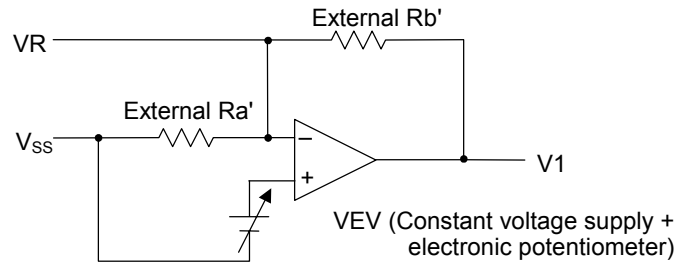 External Rb'
VR
External Ra'
VSS
−
+
V1
VEV (Constant voltage supply +
electronic potentiometer)